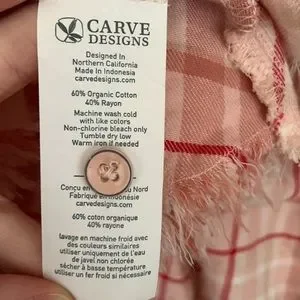 CARVE
DESIGNS
Designed In
Northern California
Made In Indonesia
carvedesigns.com
60% Organic Cotton
40% Rayon
Machine wash cold
with like colors
Non-chlorine bleach only
Tumble dry low
Warm iron if needed
Conçu en du Nord
Fabriqué en Indonésie
carvedesigns.com
60% coton organique
40% rayonne
lavage en machine froid avec
des couleurs similaires
utiliser uniquement de l'eau
de javel non chlorée
sécher à basse température
utiliser un fer froid si nécessaire